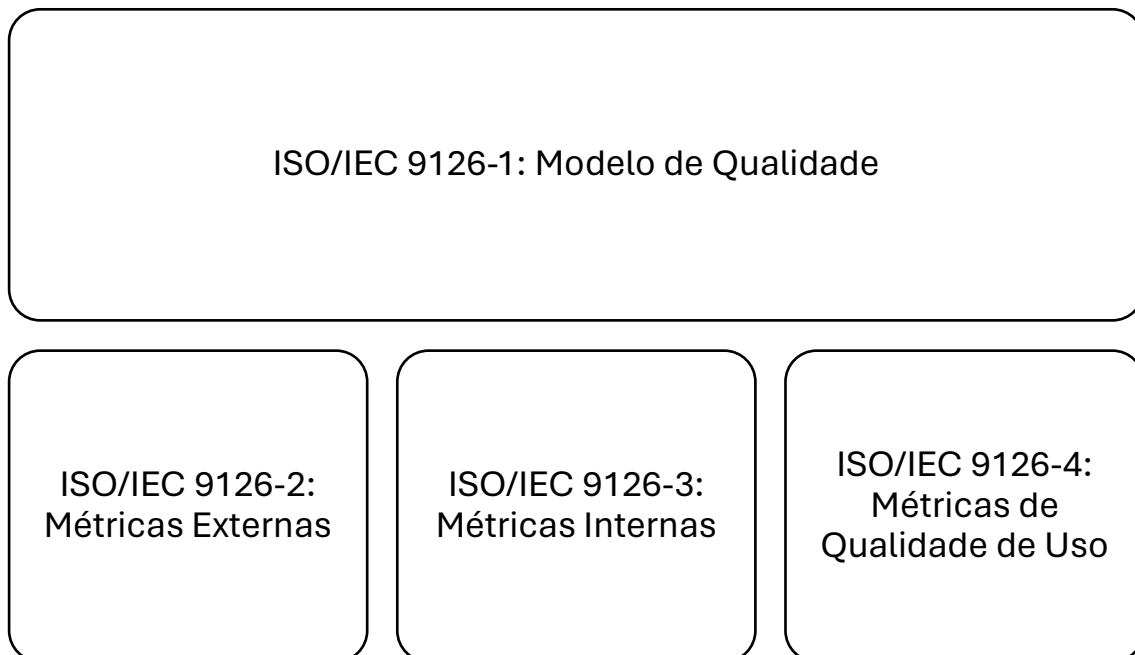 ISO/IEC 9126-1: Modelo de Qualidade
ISO/IEC 9126-2:
Métricas Externas
ISO/IEC 9126-3:
Métricas Internas
ISO/IEC 9126-4:
Métricas de
Qualidade de Uso